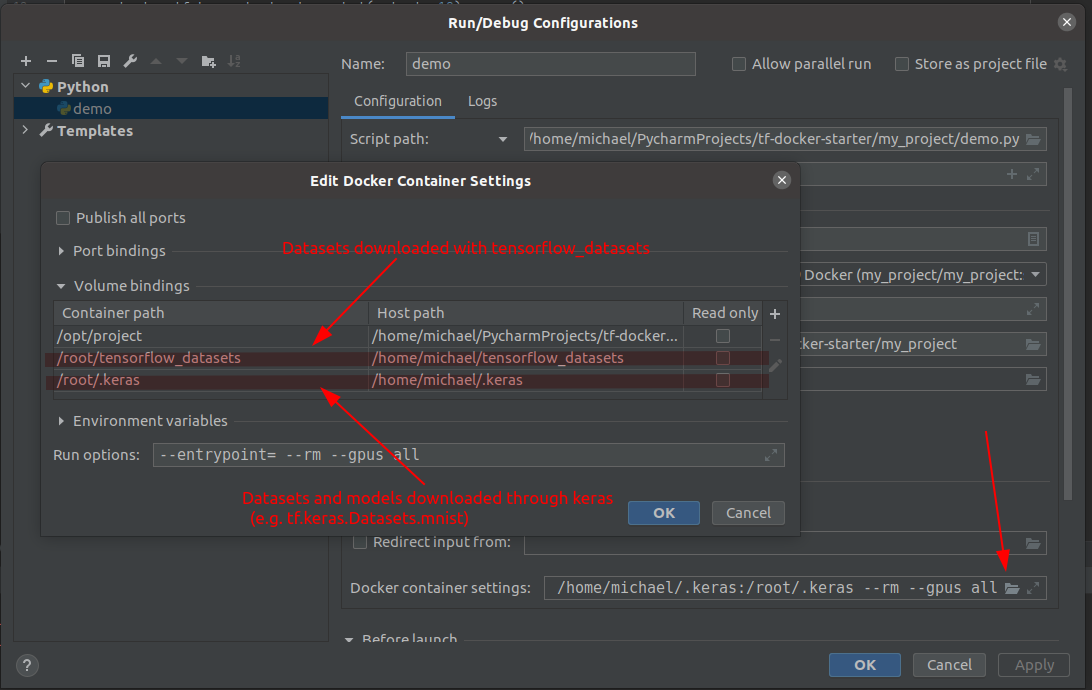 Run/Debug Configurations
Name: demo Allow parallel run Store as project file
Python
demo
Templates
Configuration Logs
Script path: /home/michael/PycharmProjects/tf-docker-starter/my_project/demo.py
Edit Docker Container Settings
Publish all ports
Datasets downloaded with tensorflow_datasets
Port bindings
Docker (my_project/my_project:
Volume bindings
Container path Host path Read only
/opt/project /home/michael/PycharmProjects/tf-docker...
cker-starter/my_project
/root/tensorflow_datasets /home/michael/tensorflow_datasets
/root/.keras /home/michael/.keras
Environment variables
Run options: --entrypoint= --rm --gpus all
Datasets and models downloaded through keras
(e.g. tf.keras.Datasets.mnist)
OK Cancel
Redirect input from:
Docker container settings: /home/michael/.keras:/root/.keras --rm --gpus all
Before launch
? OK Cancel Apply